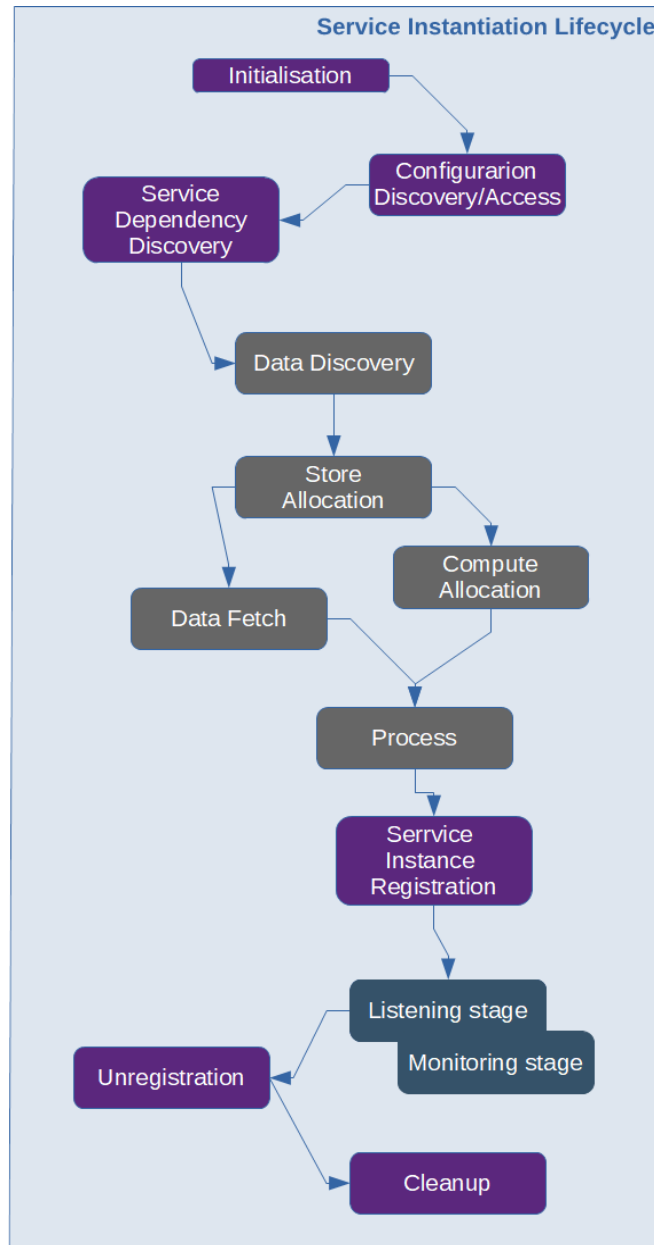 Service Instantiation Lifecycle
Initialisation
Configurarion
Discovery/Access
Service
Dependency
Discovery
Data Discovery
Store
Allocation
Compute
Allocation
Data Fetch
Process
Serrvice
Instance
Registration
Listening stage
Monitoring stage
Unregistration
Cleanup